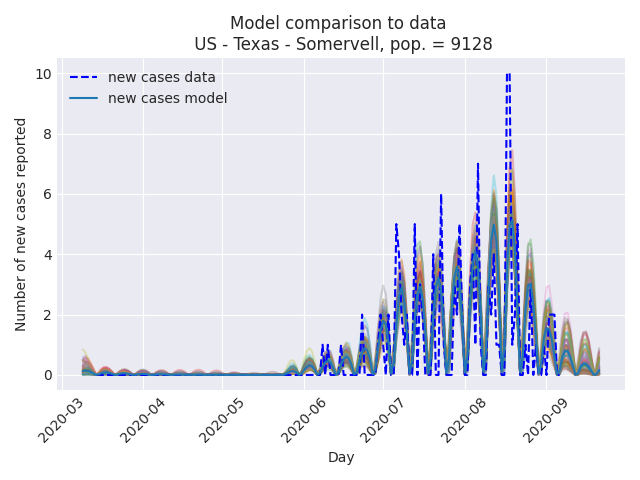 Model comparison to data
US - Texas - Somervell, pop. = 9128
new cases data
new cases model
Number of new cases reported
10
8
6
4
2
0
2020-03
2020-04
2020-05
2020-06
2020-07
2020-08
2020-09
Day